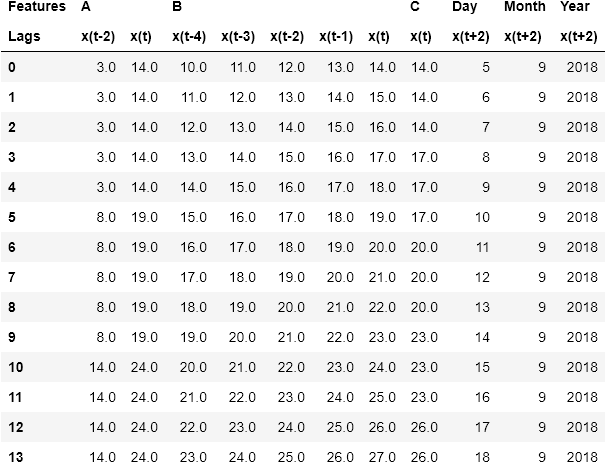 Features A B C Day Month Year
Lags x(t-2) x(t) x(t-4) x(t-3) x(t-2) x(t-1) x(t) x(t) x(t+2) x(t+2) x(t+2)
0 3.0 14.0 10.0 11.0 12.0 13.0 14.0 14.0 5 9 2018
1 3.0 14.0 11.0 12.0 13.0 14.0 15.0 14.0 6 9 2018
2 3.0 14.0 12.0 13.0 14.0 15.0 16.0 14.0 7 9 2018
3 3.0 14.0 13.0 14.0 15.0 16.0 17.0 17.0 8 9 2018
4 3.0 14.0 14.0 15.0 16.0 17.0 18.0 17.0 9 9 2018
5 8.0 19.0 15.0 16.0 17.0 18.0 19.0 17.0 10 9 2018
6 8.0 19.0 16.0 17.0 18.0 19.0 20.0 20.0 11 9 2018
7 8.0 19.0 17.0 18.0 19.0 20.0 21.0 20.0 12 9 2018
8 8.0 19.0 18.0 19.0 20.0 21.0 22.0 20.0 13 9 2018
9 8.0 19.0 19.0 20.0 21.0 22.0 23.0 23.0 14 9 2018
10 14.0 24.0 20.0 21.0 22.0 23.0 24.0 23.0 15 9 2018
11 14.0 24.0 21.0 22.0 23.0 24.0 25.0 23.0 16 9 2018
12 14.0 24.0 22.0 23.0 24.0 25.0 26.0 26.0 17 9 2018
13 14.0 24.0 23.0 24.0 25.0 26.0 27.0 26.0 18 9 2018